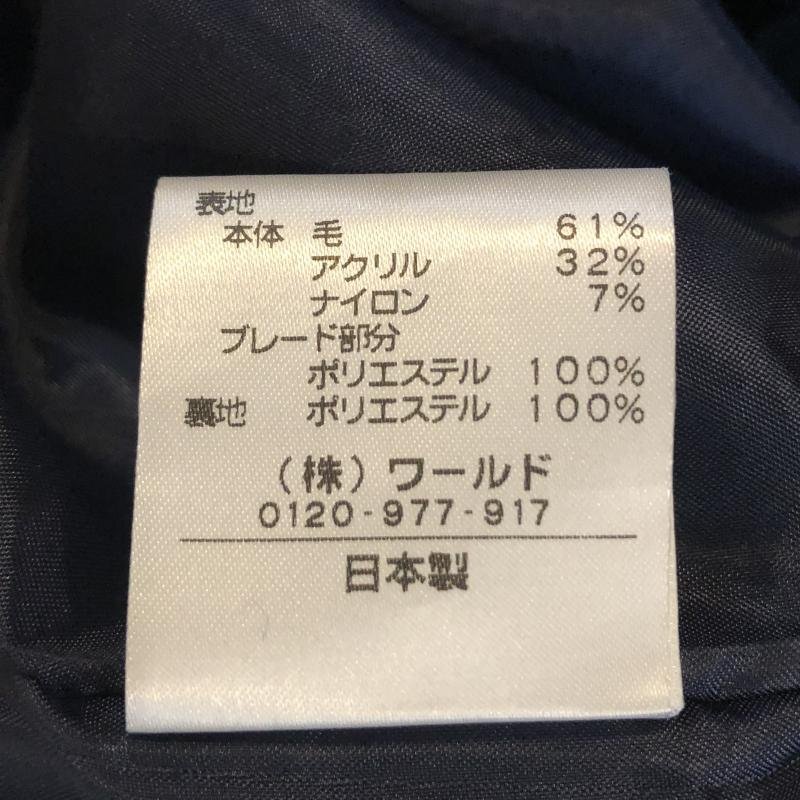 表地
本体 毛 61%
アクリル 32%
ナイロン 7%
ブレード部分
ポリエステル 100%
裏地 ポリエステル 100%
(株)ワールド
0120-977-917
日本製